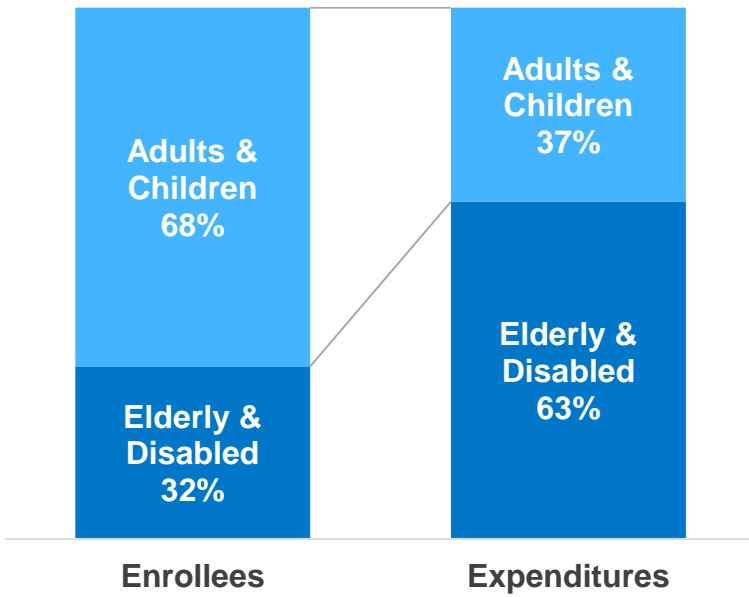 Adults &
Children
68%
Elderly &
Disabled
32%
Adults &
Children
37%
Elderly &
Disabled
63%
Enrollees
Expenditures